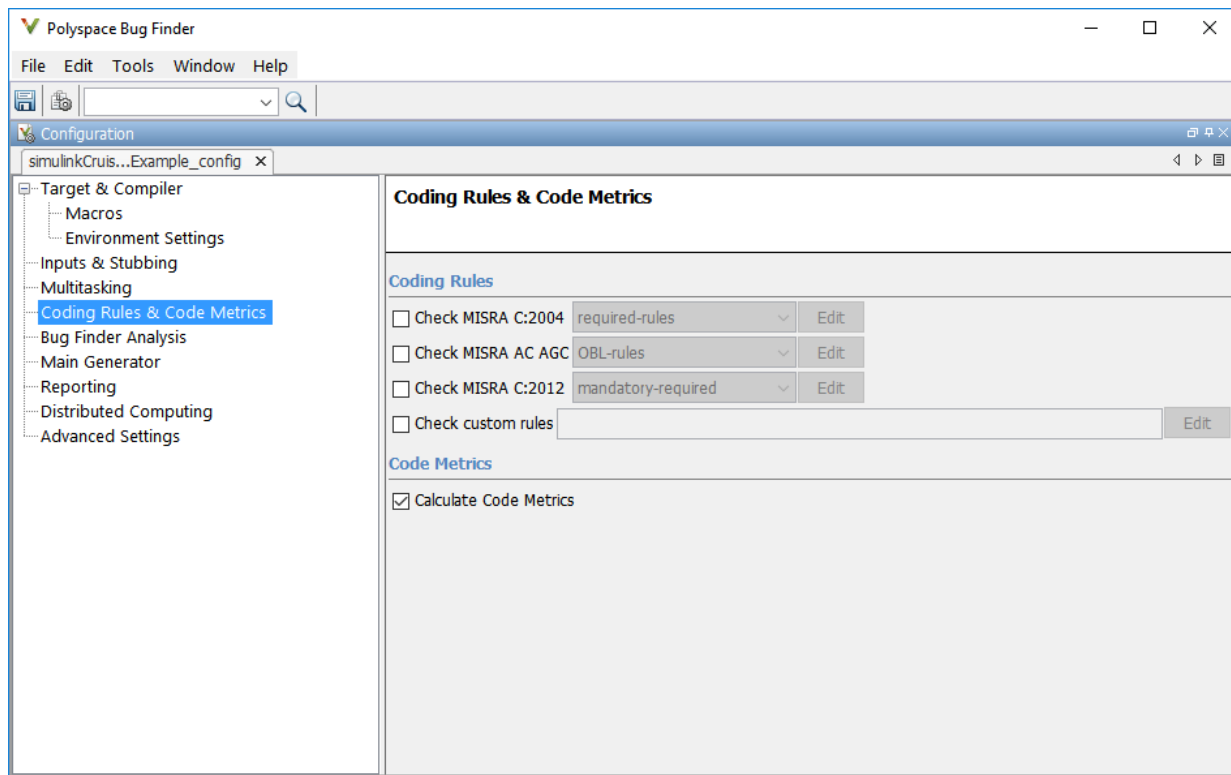 Polyspace Bug Finder
File Edit Tools Window Help
Configuration
simulinkCruis...Example_config
Target & Compiler
Macros
Environment Settings
Inputs & Stubbing
Multitasking
Coding Rules & Code Metrics
Bug Finder Analysis
Main Generator
Reporting
Distributed Computing
Advanced Settings
Coding Rules & Code Metrics
Coding Rules
Check MISRA C:2004 required-rules Edit
Check MISRA AC AGC OBL-rules Edit
Check MISRA C:2012 mandatory-required Edit
Check custom rules Edit
Code Metrics
Calculate Code Metrics